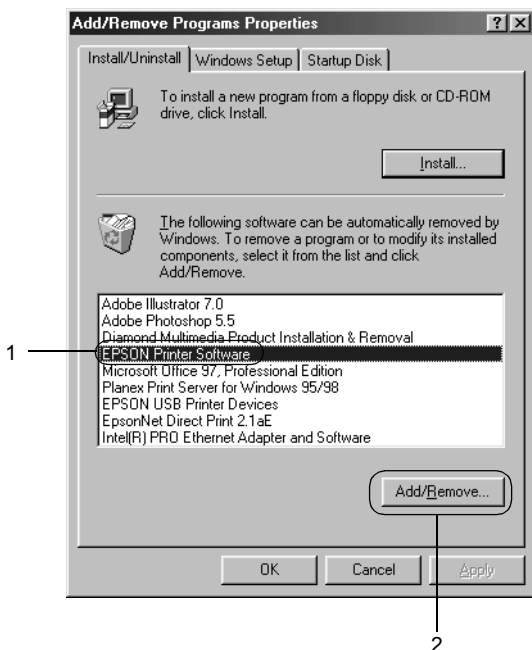 Add/Remove Programs Properties
Install/Uninstall Windows Setup Startup Disk
To install a new program from a floppy disk or CD-ROM
drive, click Install.
Install...
The following software can be automatically removed by
Windows. To remove a program or to modify its installed
components, select it from the list and click
Add/Remove.
Adobe Illustrator 7.0
Adobe Photoshop 5.5
Diamond Multimedia Product Installation & Removal
1 EPSON Printer Software
Microsoft Office 97, Professional Edition
Planex Print Server for Windows 95/98
EPSON USB Printer Devices
EpsonNet Direct Print 2.1aE
Intel(R) PRO Ethernet Adapter and Software
Add/Remove...
OK Cancel Apply
2